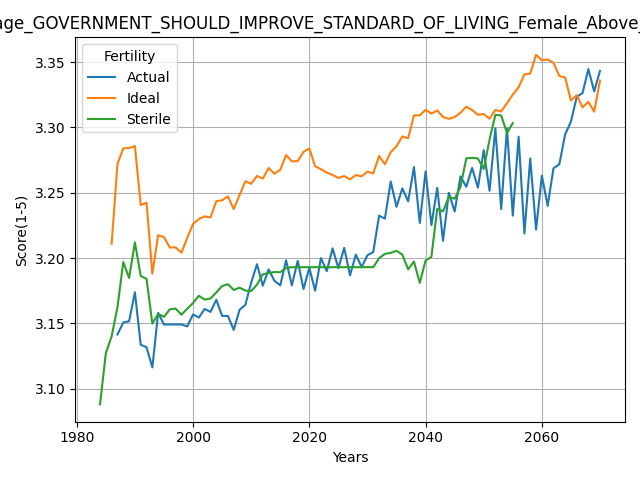 age_GOVERNMENT_SHOULD_IMPROVE_STANDARD_OF_LIVING_Female_Above_
Fertility
Actual
Ideal
Sterile
Score(1-5)
3.35
3.30
3.25
3.20
3.15
3.10
1980 2000 2020 2040 2060
Years